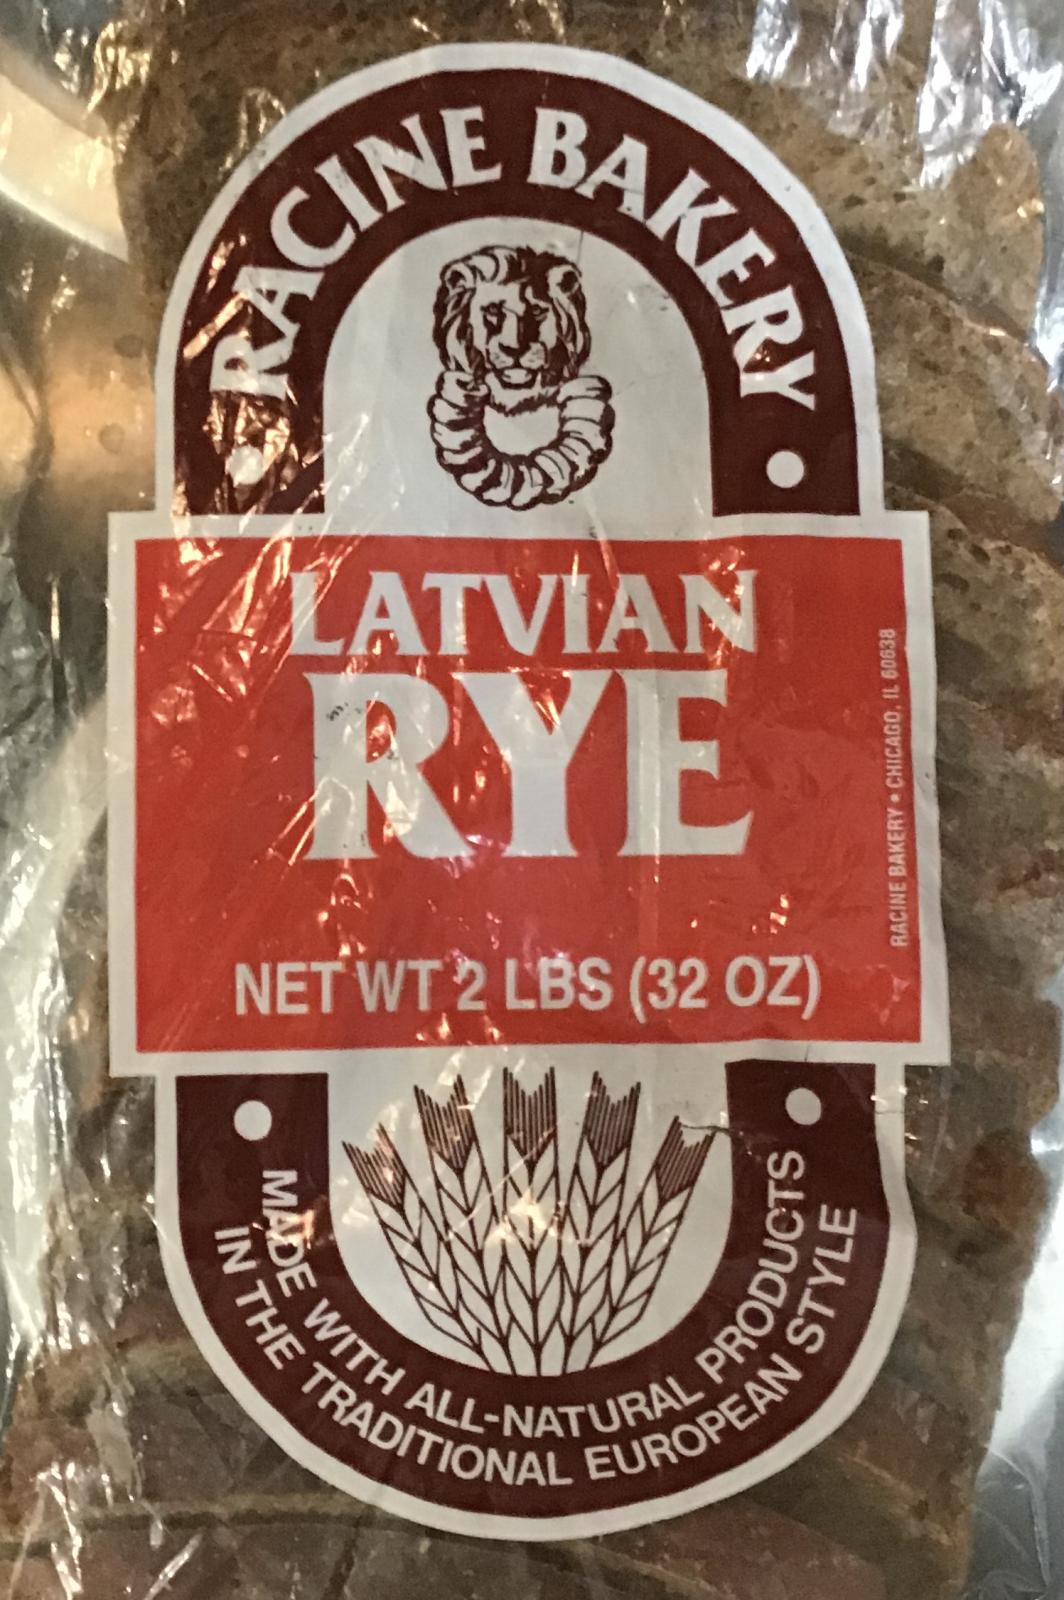 RACINE BAKERY
LATVIAN
RYE
RACINE BAKERY • CHICAGO, IL 60638
NET WT 2 LBS (32 OZ)
MADE WITH ALL-NATURAL PRODUCTS
IN THE TRADITIONAL EUROPEAN STYLE